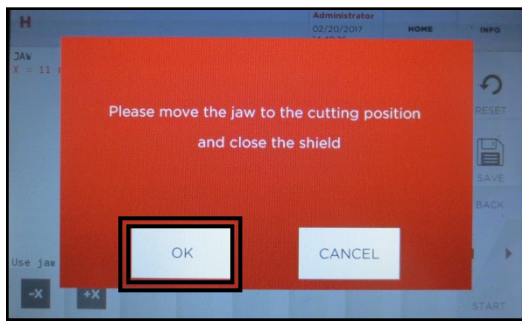 H
Administrator
02/20/2017
HOME
INFO
JAW
X = 11
RESET
Please move the jaw to the cutting position
and close the shield
SAVE
BACK
OK
CANCEL
Use jaw
-X
+X
START